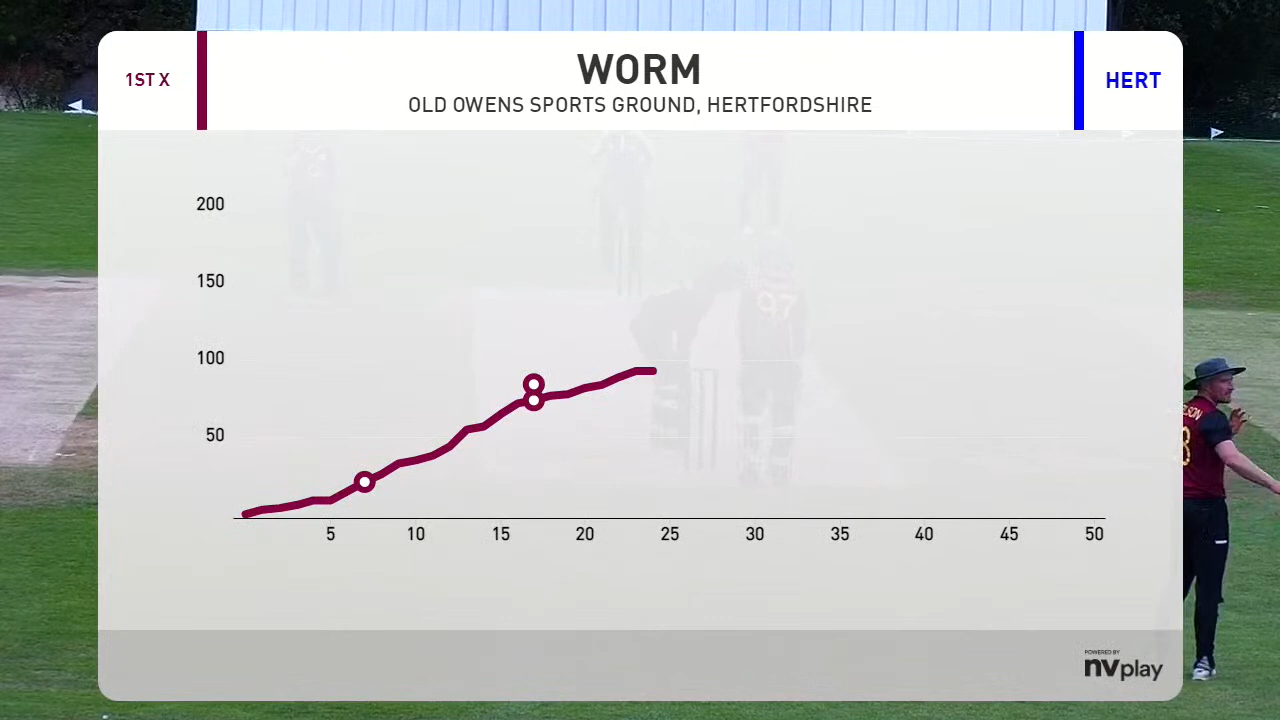 1ST X
WORM
OLD OWENS SPORTS GROUND, HERTFORDSHIRE
HERT
200
150
100
50
5 10 15 20 25 30 35 40 45 50
97
POWERED BY
nvplay